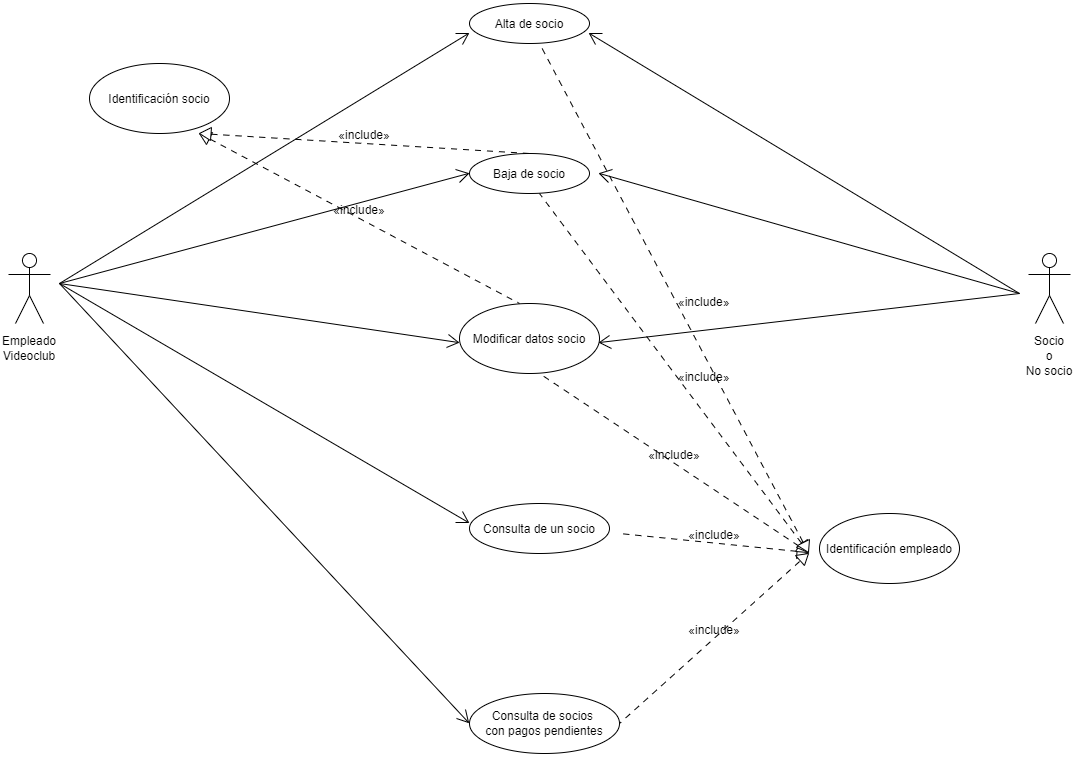 Alta de socio
Identificación socio
«include»
Baja de socio
«include»
«include»
Modificar datos socio
Empleado
Videoclub
Socio
o
No socio
«include»
«include»
Consulta de un socio
«include»
Identificación empleado
«include»
Consulta de socios
con pagos pendientes